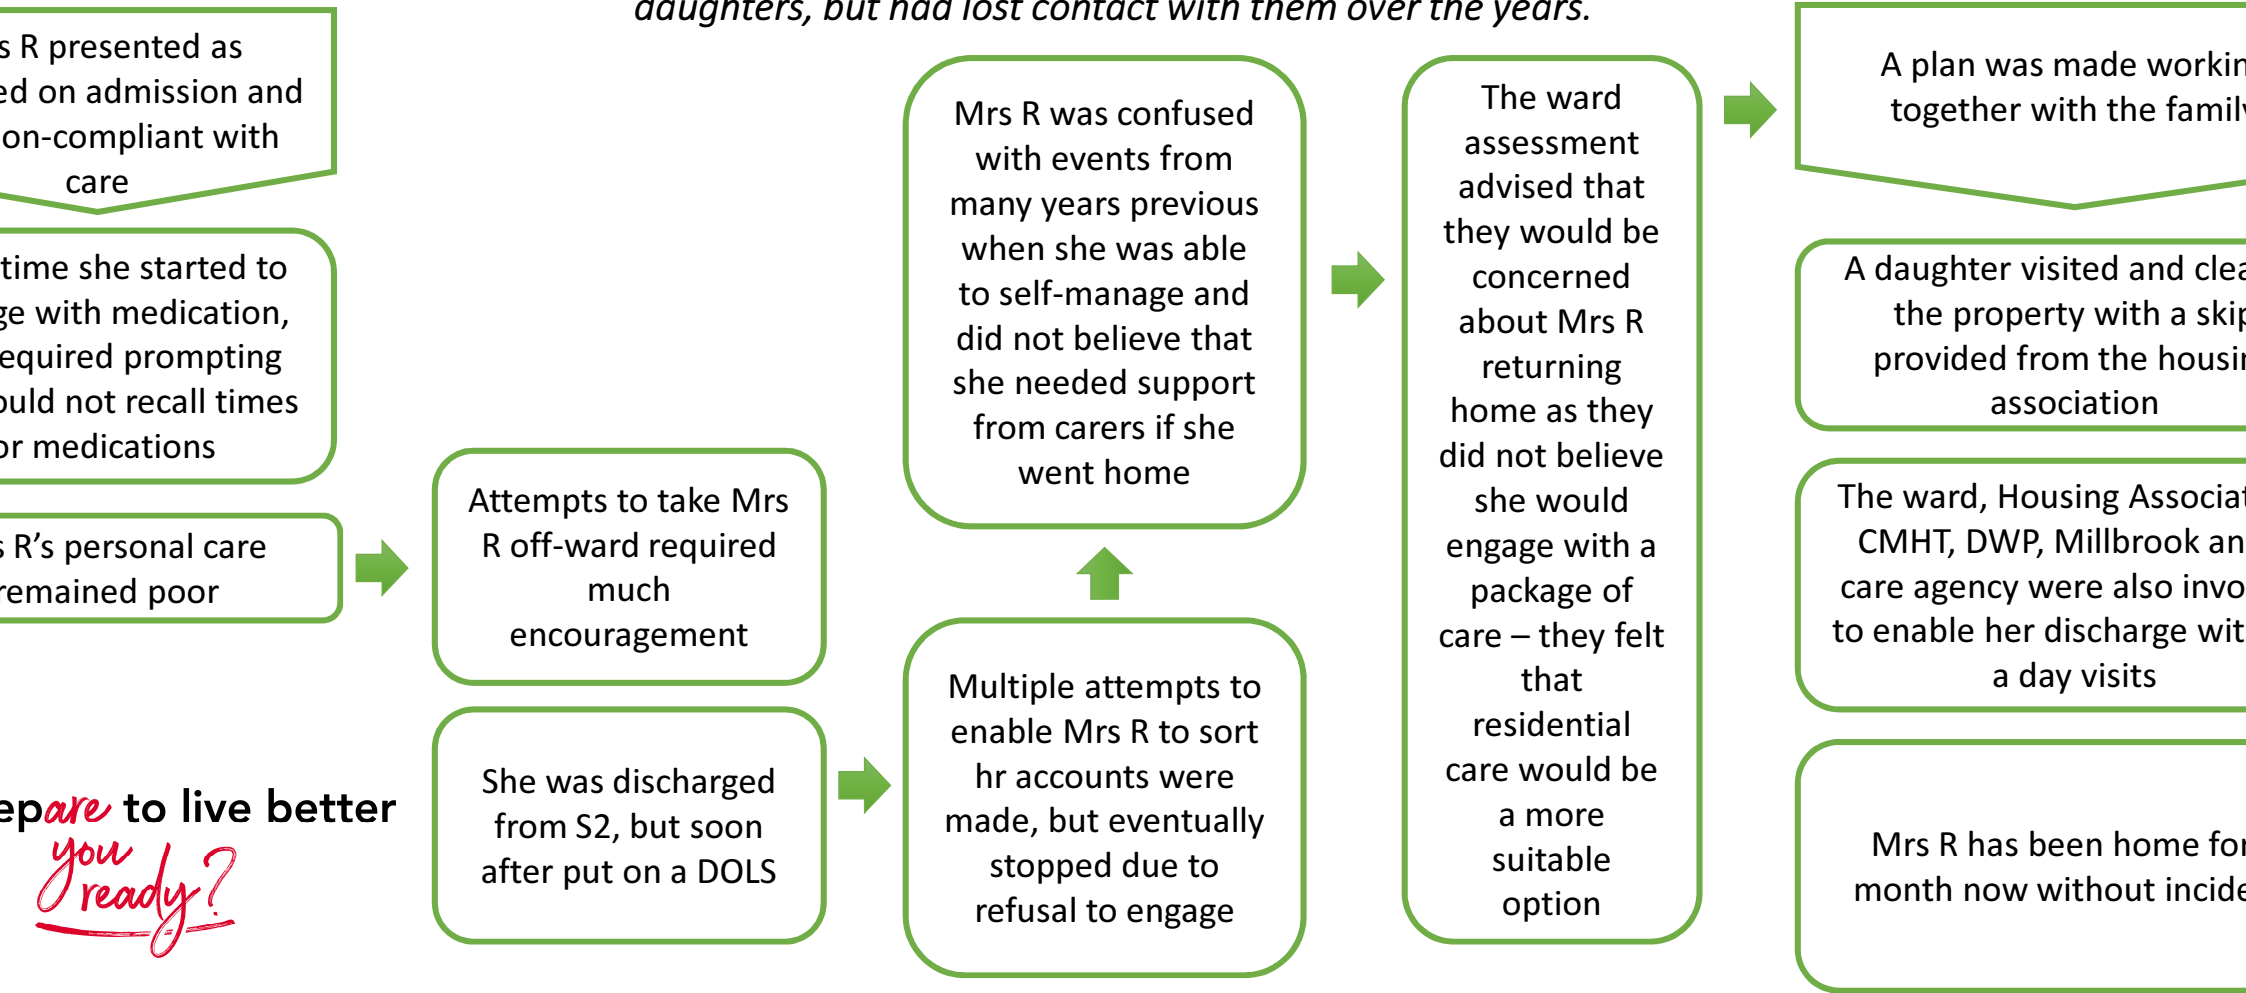 daughters, but had lost contact with them over the years.
s R presented as
ed on admission and
on-compliant with
care
time she started to
ge with medication,
equired prompting
ould not recall times
or medications
s R's personal care
remained poor
Attempts to take Mrs
R off-ward required
much
encouragement
She was discharged
from S2, but soon
after put on a DOLS
Multiple attempts to
enable Mrs R to sort
hr accounts were
made, but eventually
stopped due to
refusal to engage
Mrs R was confused
with events from
many years previous
when she was able
to self-manage and
did not believe that
she needed support
from carers if she
went home
The ward
assessment
advised that
they would be
concerned
about Mrs R
returning
home as they
did not believe
she would
engage with a
package of
care – they felt
that
residential
care would be
a more
suitable
option
A plan was made workin
together with the family
A daughter visited and clea
the property with a skip
provided from the housin
association
The ward, Housing Associat
CMHT, DWP, Millbrook an
care agency were also invo
to enable her discharge wit
a day visits
Mrs R has been home for
month now without incide
epare to live better
you
ready?